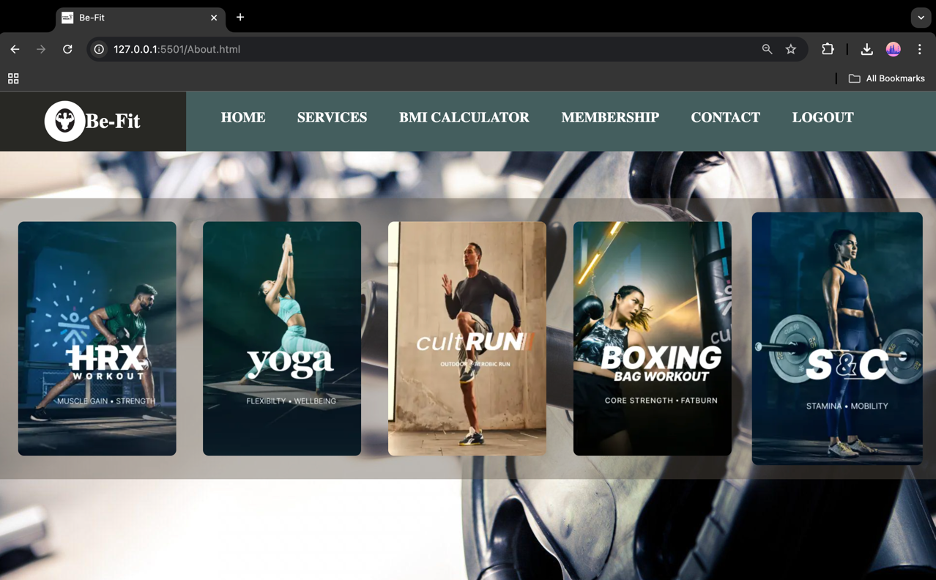 Be-Fit
127.0.0.1:5501/About.html
All Bookmarks
Be-Fit
HOME SERVICES BMI CALCULATOR MEMBERSHIP CONTACT LOGOUT
HRX
WORKOUT
MUSCLE GAIN • STRENGTH
yoga
FLEXIBILTY • WELLBEING
cult RUN
OUTDOOR • AEROBIC RUN
BOXING
BAG WORKOUT
CORE STRENGTH • FATBURN
S&C
STAMINA • MOBILITY